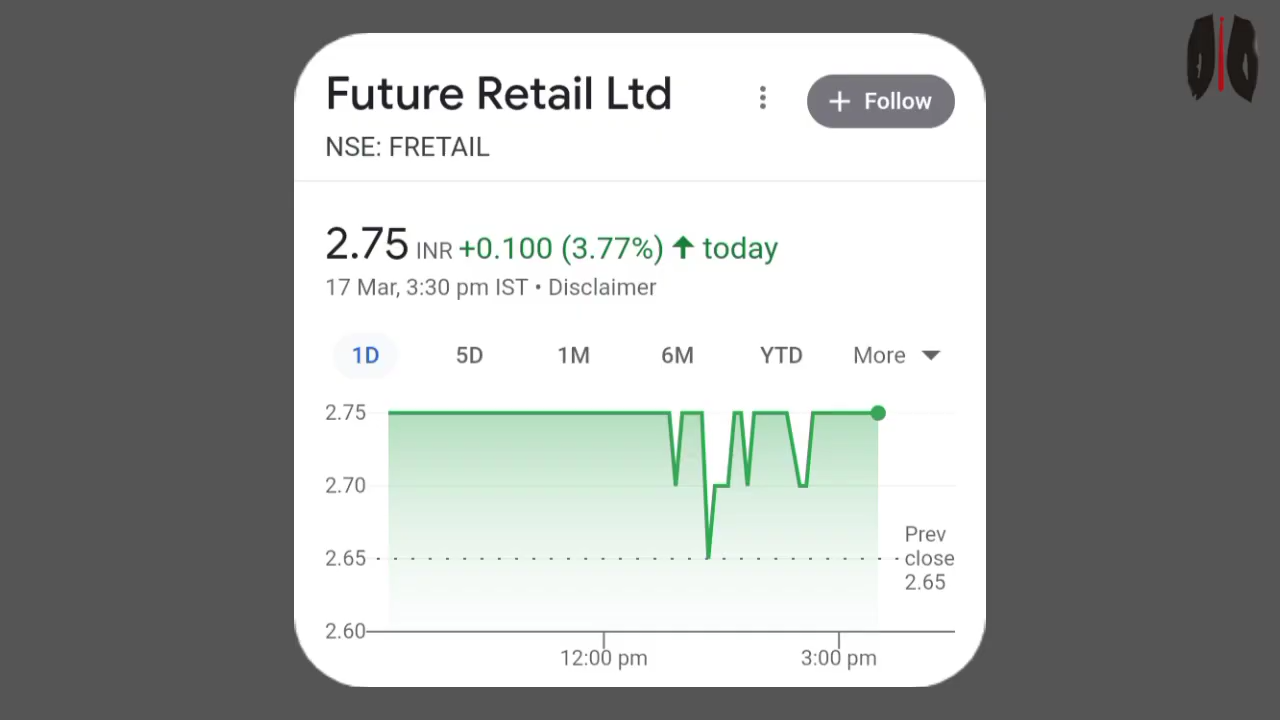 Future Retail Ltd
+ Follow
NSE: FRETAIL
2.75 INR +0.100 (3.77%) ↑ today
17 Mar, 3:30 pm IST • Disclaimer
1D 5D 1M 6M YTD More
2.75
2.70
2.65
2.60
Prev
close
2.65
12:00 pm 3:00 pm